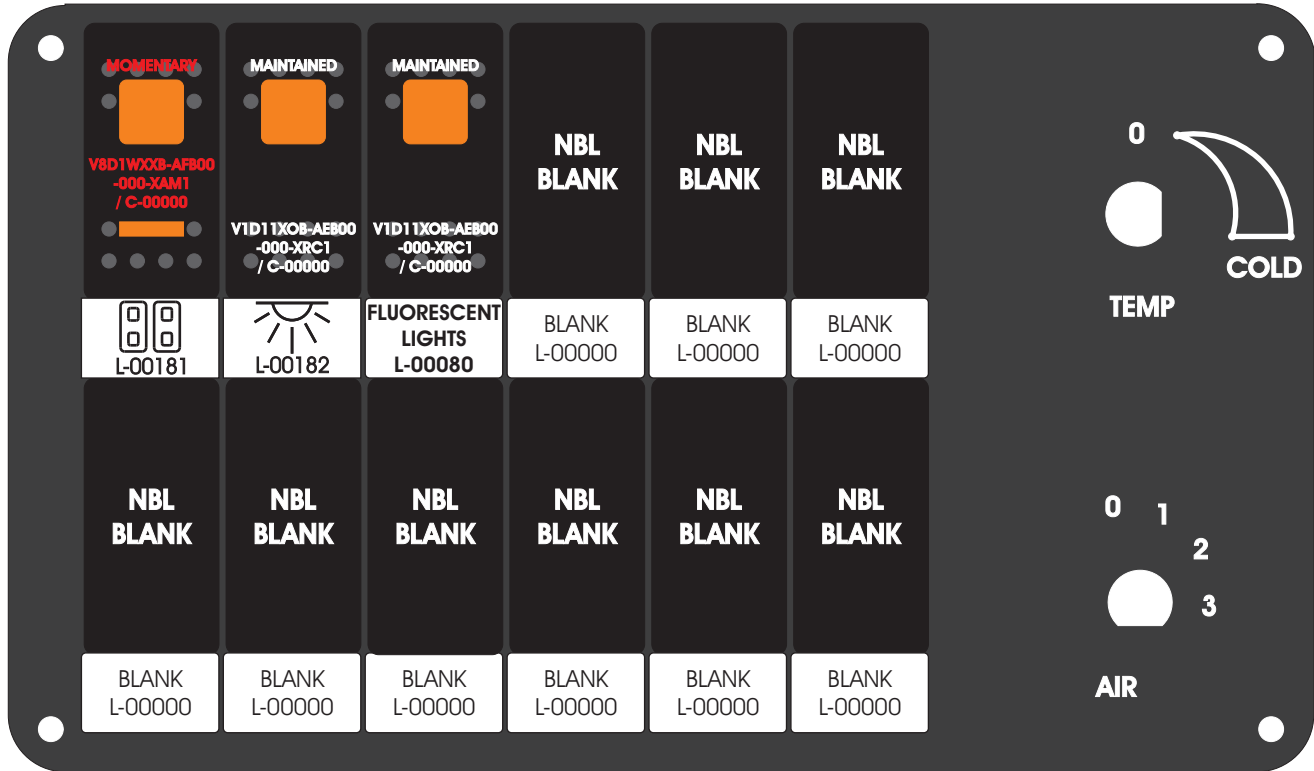 MOMENTARY
V8D1WXXB-AFB00
-000-XAM1
/ C-00000
L-00181
MAINTAINED
V1D11XOB-AEB00
-000-XRC1
/ C-00000
L-00182
MAINTAINED
V1D11XOB-AEB00
-000-XRC1
/ C-00000
FLUORESCENT
LIGHTS
L-00080
NBL
BLANK
BLANK
L-00000
NBL
BLANK
BLANK
L-00000
NBL
BLANK
BLANK
L-00000
NBL
BLANK
BLANK
L-00000
NBL
BLANK
BLANK
L-00000
NBL
BLANK
BLANK
L-00000
NBL
BLANK
BLANK
L-00000
NBL
BLANK
BLANK
L-00000
NBL
BLANK
BLANK
L-00000
0
COLD
TEMP
0
1
2
3
AIR